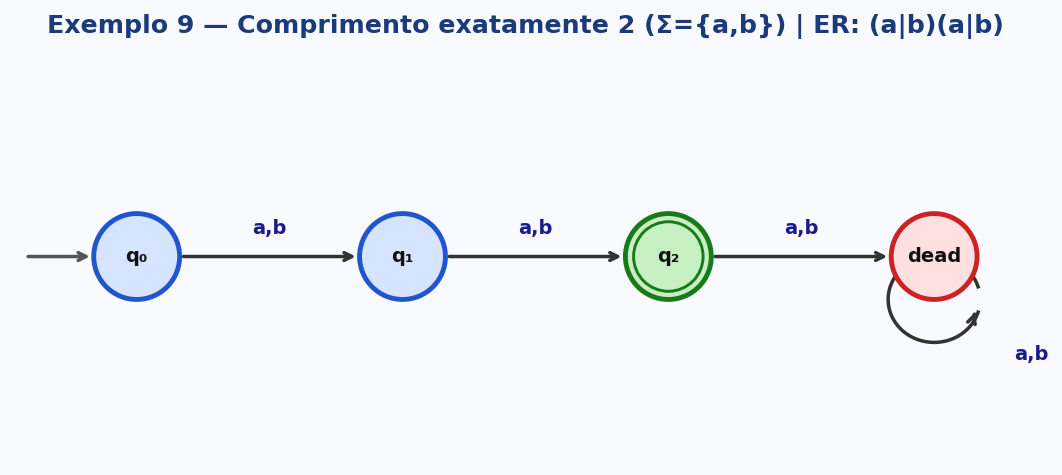 Exemplo 9 — Comprimento exatamente 2 (Σ={a,b}) | ER: (a|b)(a|b)
a,b a,b a,b
q₀ q₁ q₂ dead
a,b